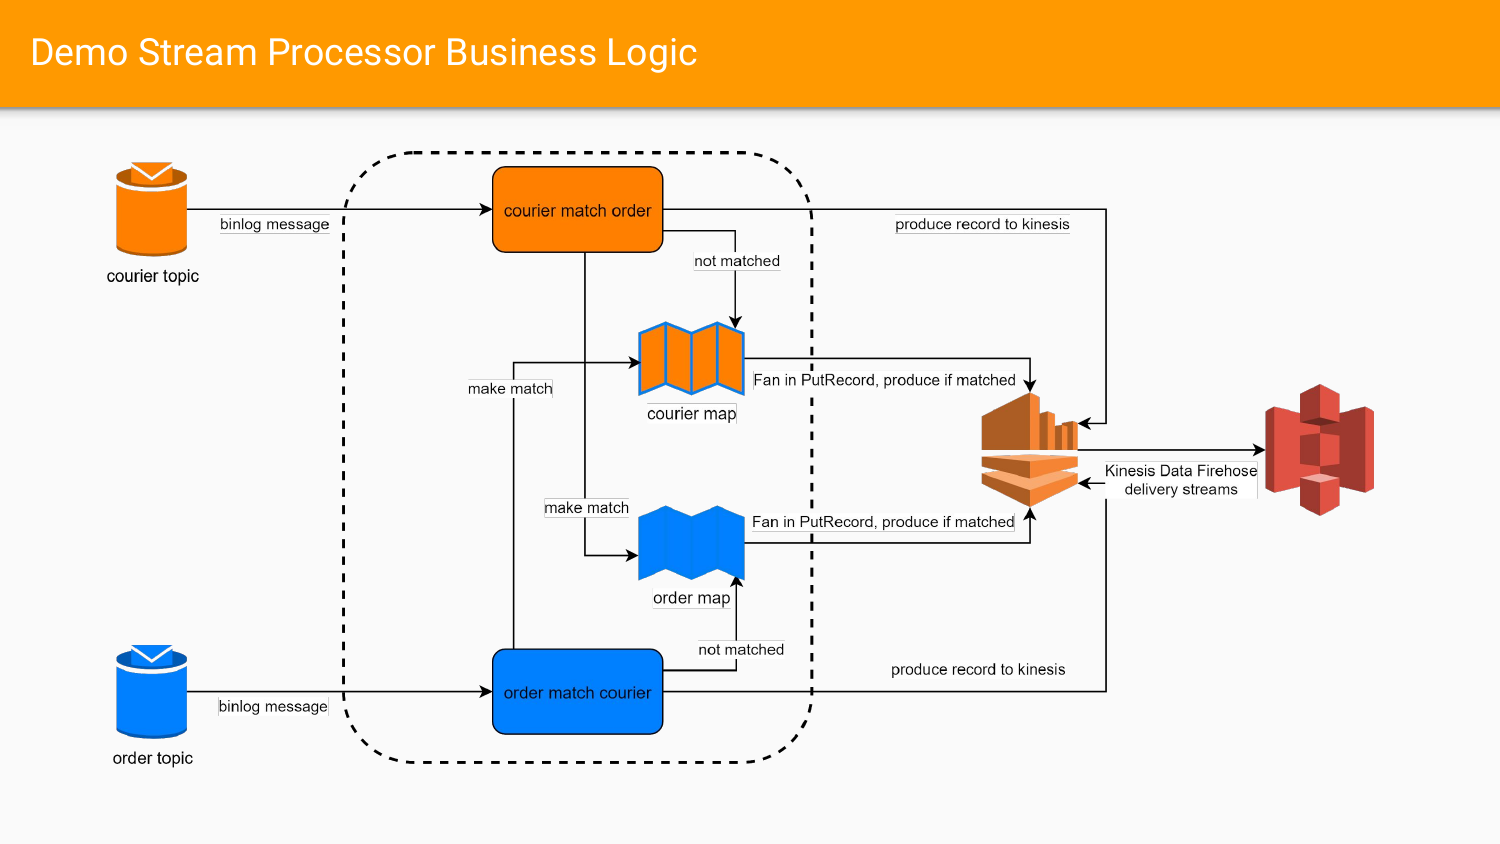 Demo Stream Processor Business Logic
courier match order
binlog message
produce record to kinesis
not matched
courier topic
Fan in PutRecord, produce if matched
make match
courier map
Kinesis Data Firehose
delivery streams
make match
Fan in PutRecord, produce if matched
order map
not matched
produce record to kinesis
order match courier
binlog message
order topic